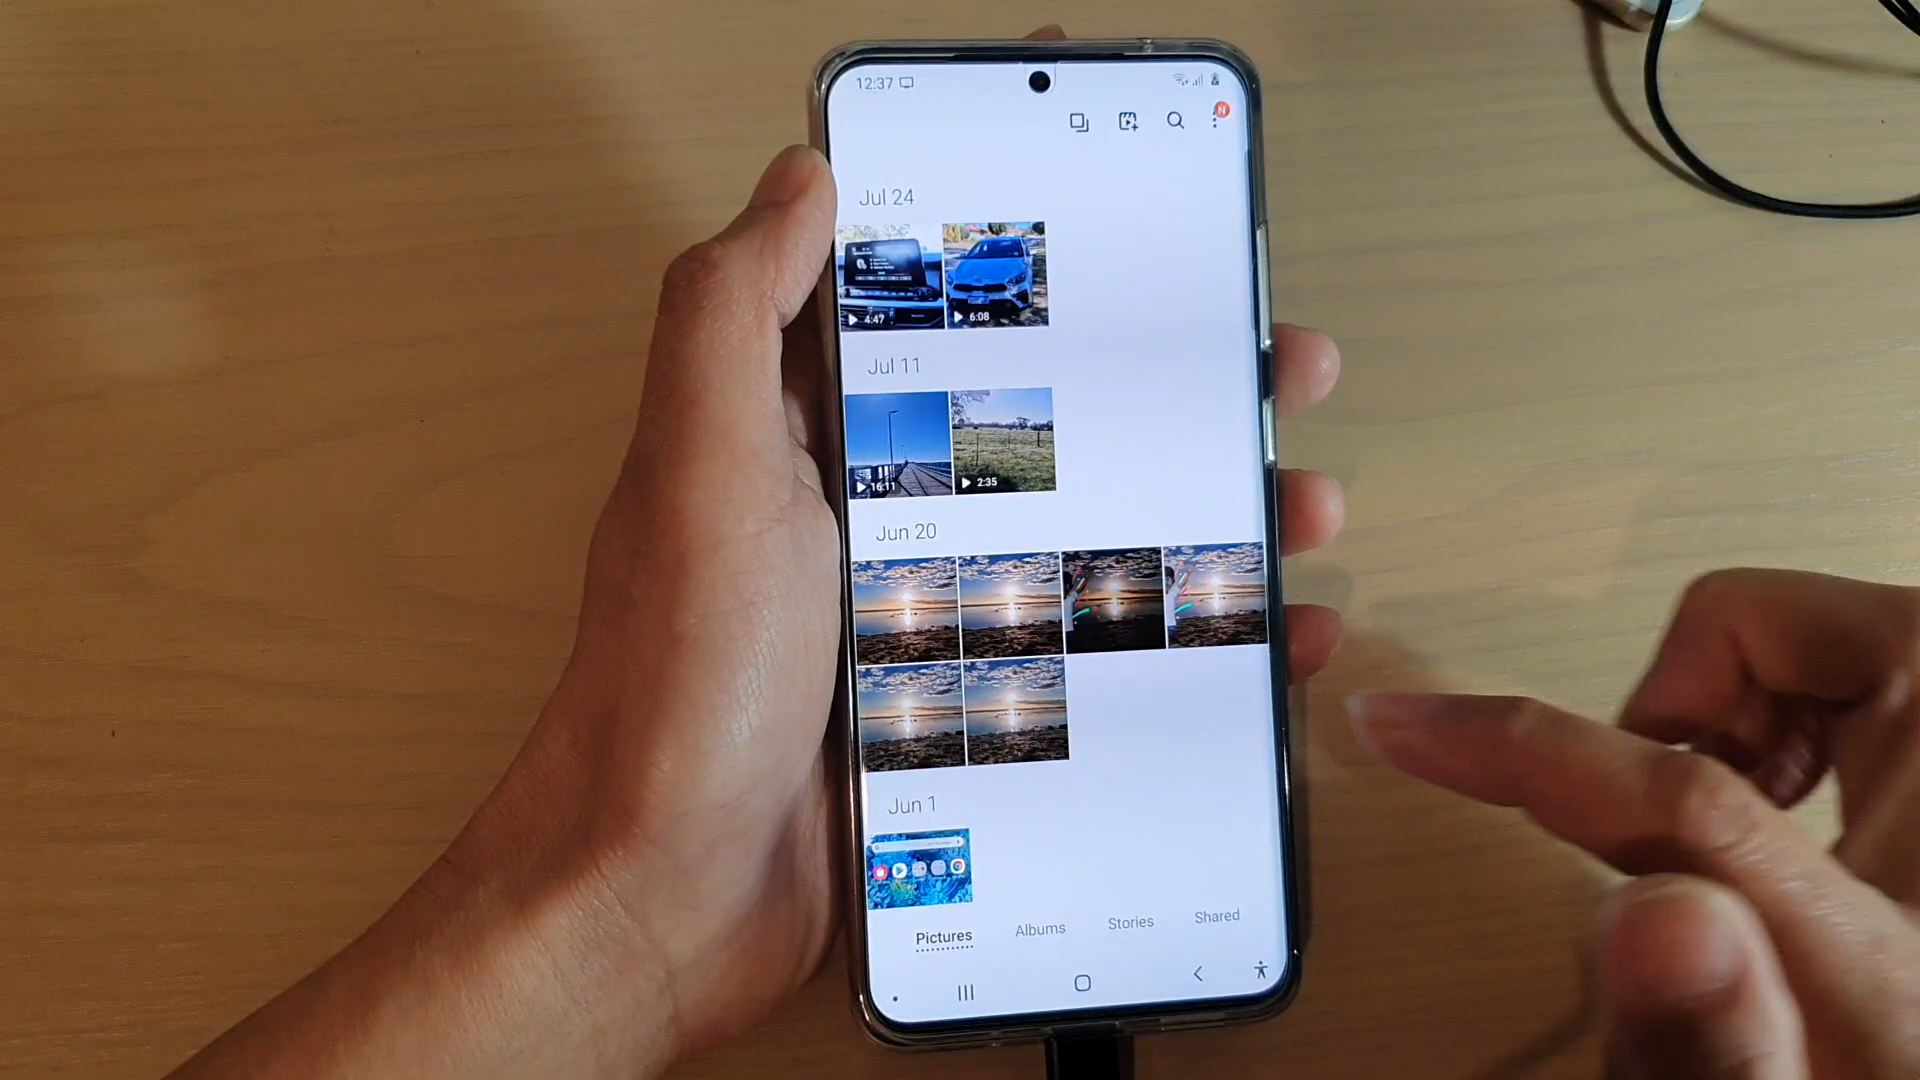 12:37
N
Jul 24
4:47
6:08
Jul 11
16:11
2:35
Jun 20
Jun 1
Pictures Albums Stories Shared